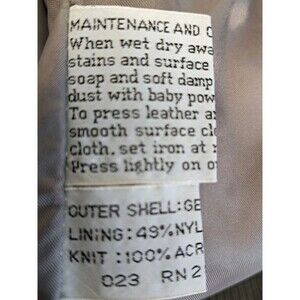 MAINTENANCE AND C
When wet dry awa
stains and surface
soap and soft damp
dust with baby pow
To press leather a
smooth surface cl
cloth, set iron at
Press lightly on o
OUTER SHELL:GE
LINING:49%NYL
KNIT :100%ACR
023 RN 2